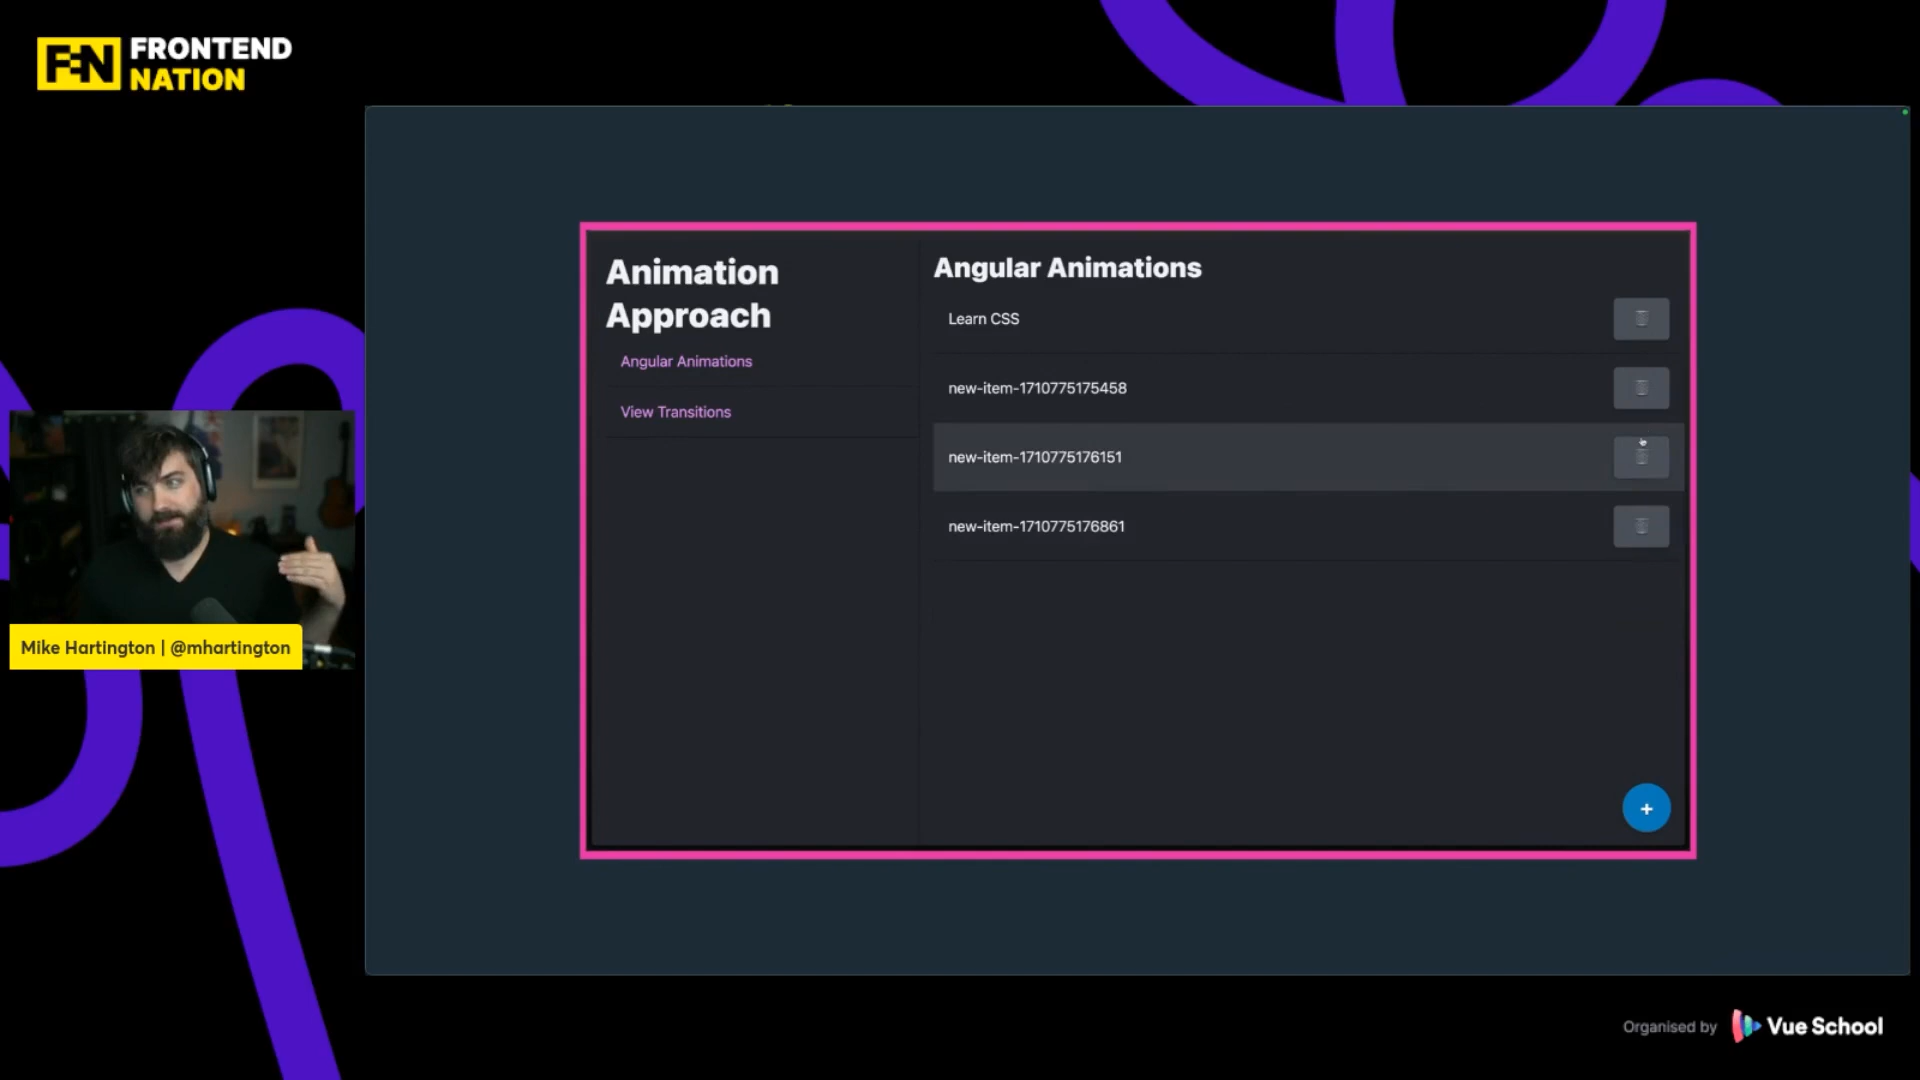 FEN FRONTEND
NATION
Animation
Approach
Angular Animations
View Transitions
Angular Animations
Learn CSS
new-item-1710775175458
new-item-1710775176151
new-item-1710775176861
+
Mike Hartington | @mhartington
Organised by Vue School